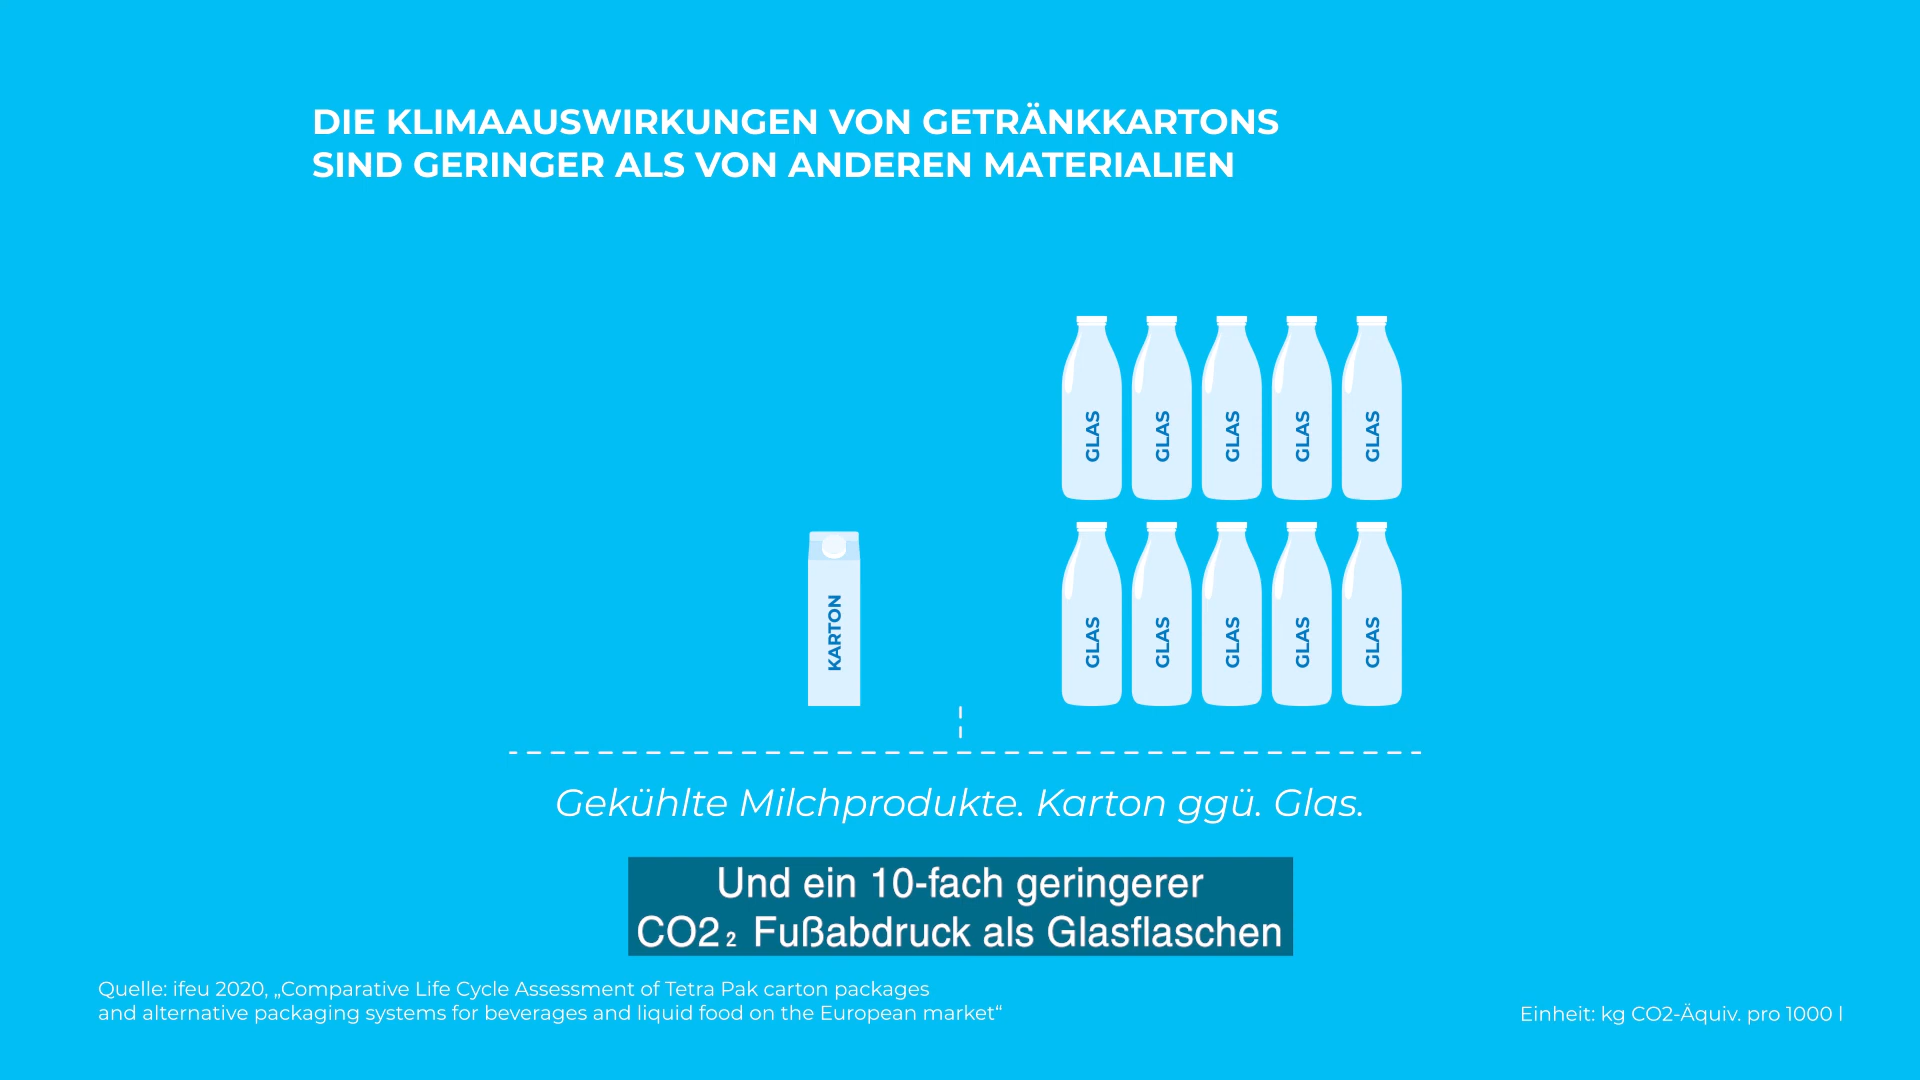 DIE KLIMAAUSWIRKUNGEN VON GETRÄNKKARTONS
SIND GERINGER ALS VON ANDEREN MATERIALIEN
GLAS GLAS GLAS GLAS GLAS
KARTON
GLAS GLAS GLAS GLAS GLAS
Gekühlte Milchprodukte. Karton ggü. Glas.
Und ein 10-fach geringerer
CO2₂ Fußabdruck als Glasflaschen
Quelle: ifeu 2020, „Comparative Life Cycle Assessment of Tetra Pak carton packages
and alternative packaging systems for beverages and liquid food on the European market“
Einheit: kg CO2-Äquiv. pro 1000 l